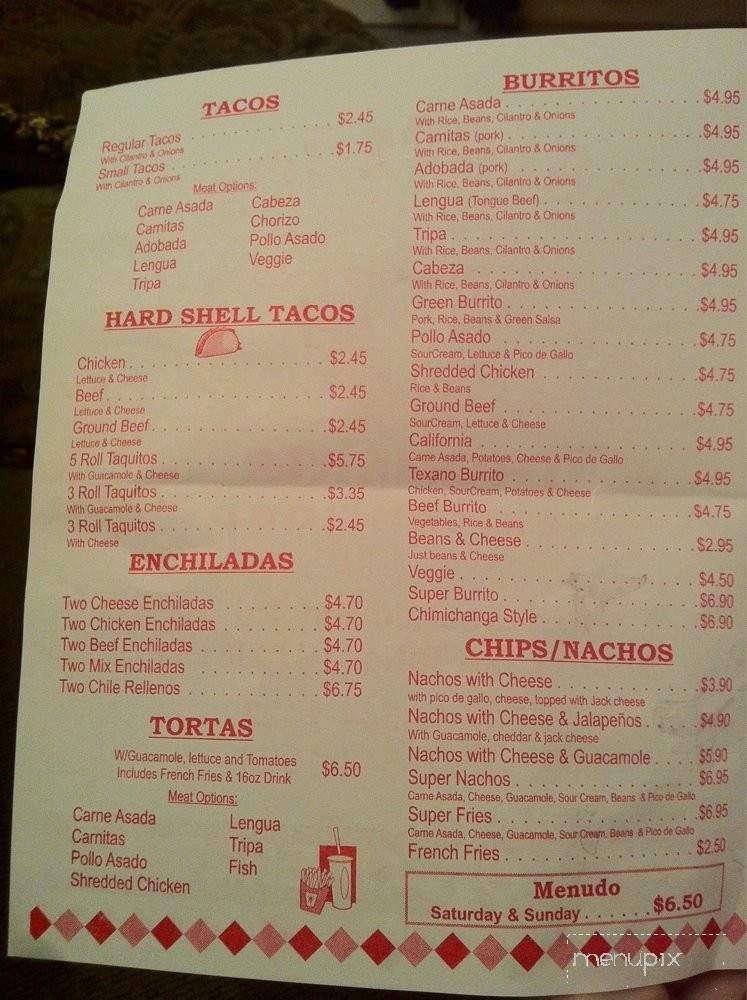 TACOS
Regular Tacos . . . $2.45
With Cilantro & Onions
Small Tacos . . . $1.75
With Cilantro & Onions
Meat Options:
Carne Asada
Carnitas
Adobada
Lengua
Tripa
Cabeza
Chorizo
Pollo Asado
Veggie
HARD SHELL TACOS
Chicken . . . $2.45
Lettuce & Cheese
Beef . . . $2.45
Lettuce & Cheese
Ground Beef . . . $2.45
Lettuce & Cheese
5 Roll Taquitos . . . $5.75
With Guacamole & Cheese
3 Roll Taquitos . . . $3.35
With Guacamole & Cheese
3 Roll Taquitos . . . $2.45
With Cheese
ENCHILADAS
Two Cheese Enchiladas . . . $4.70
Two Chicken Enchiladas . . . $4.70
Two Beef Enchiladas . . . $4.70
Two Mix Enchiladas . . . $4.70
Two Chile Rellenos . . . $6.75
TORTAS
W/Guacamole, lettuce and Tomatoes
Includes French Fries & 16oz Drink $6.50
Meat Options:
Carne Asada
Carnitas
Pollo Asado
Shredded Chicken
Lengua
Tripa
Fish
BURRITOS
Carne Asada . . . $4.95
With Rice, Beans, Cilantro & Onions
Carnitas (pork) . . . $4.95
With Rice, Beans, Cilantro & Onions
Adobada (pork) . . . $4.95
With Rice, Beans, Cilantro & Onions
Lengua (Tongue Beef) . . . $4.75
With Rice, Beans, Cilantro & Onions
Tripa . . . $4.95
With Rice, Beans, Cilantro & Onions
Cabeza . . . $4.95
With Rice, Beans, Cilantro & Onions
Green Burrito . . . $4.95
Pork, Rice, Beans & Green Salsa
Pollo Asado . . . $4.75
SourCream, Lettuce & Pico de Gallo
Shredded Chicken . . . $4.75
Rice & Beans
Ground Beef . . . $4.75
SourCream, Lettuce & Cheese
California . . . $4.95
Carne Asada, Potatoes, Cheese & Pico de Gallo
Texano Burrito . . . $4.95
Chicken, SourCream, Potatoes & Cheese
Beef Burrito . . . $4.75
Vegetables, Rice & Beans
Beans & Cheese . . . $2.95
Just beans & Cheese
Veggie . . . $4.50
Super Burrito . . . $6.90
Chimichanga Style . . . $6.90
CHIPS/NACHOS
Nachos with Cheese . . . $3.90
with pico de gallo, cheese, topped with Jack cheese
Nachos with Cheese & Jalapeños . . . $4.90
With Guacamole, cheddar & jack cheese
Nachos with Cheese & Guacamole . . . $5.90
Super Nachos . . . $6.95
Carne Asada, Cheese, Guacamole, Sour Cream, Beans & Pico de Gallo
Super Fries . . . $6.95
Carne Asada, Cheese, Guacamole, Sour Cream, Beans & Pico de Gallo
French Fries . . . $2.50
Menudo
Saturday & Sunday . . . $6.50
menupix